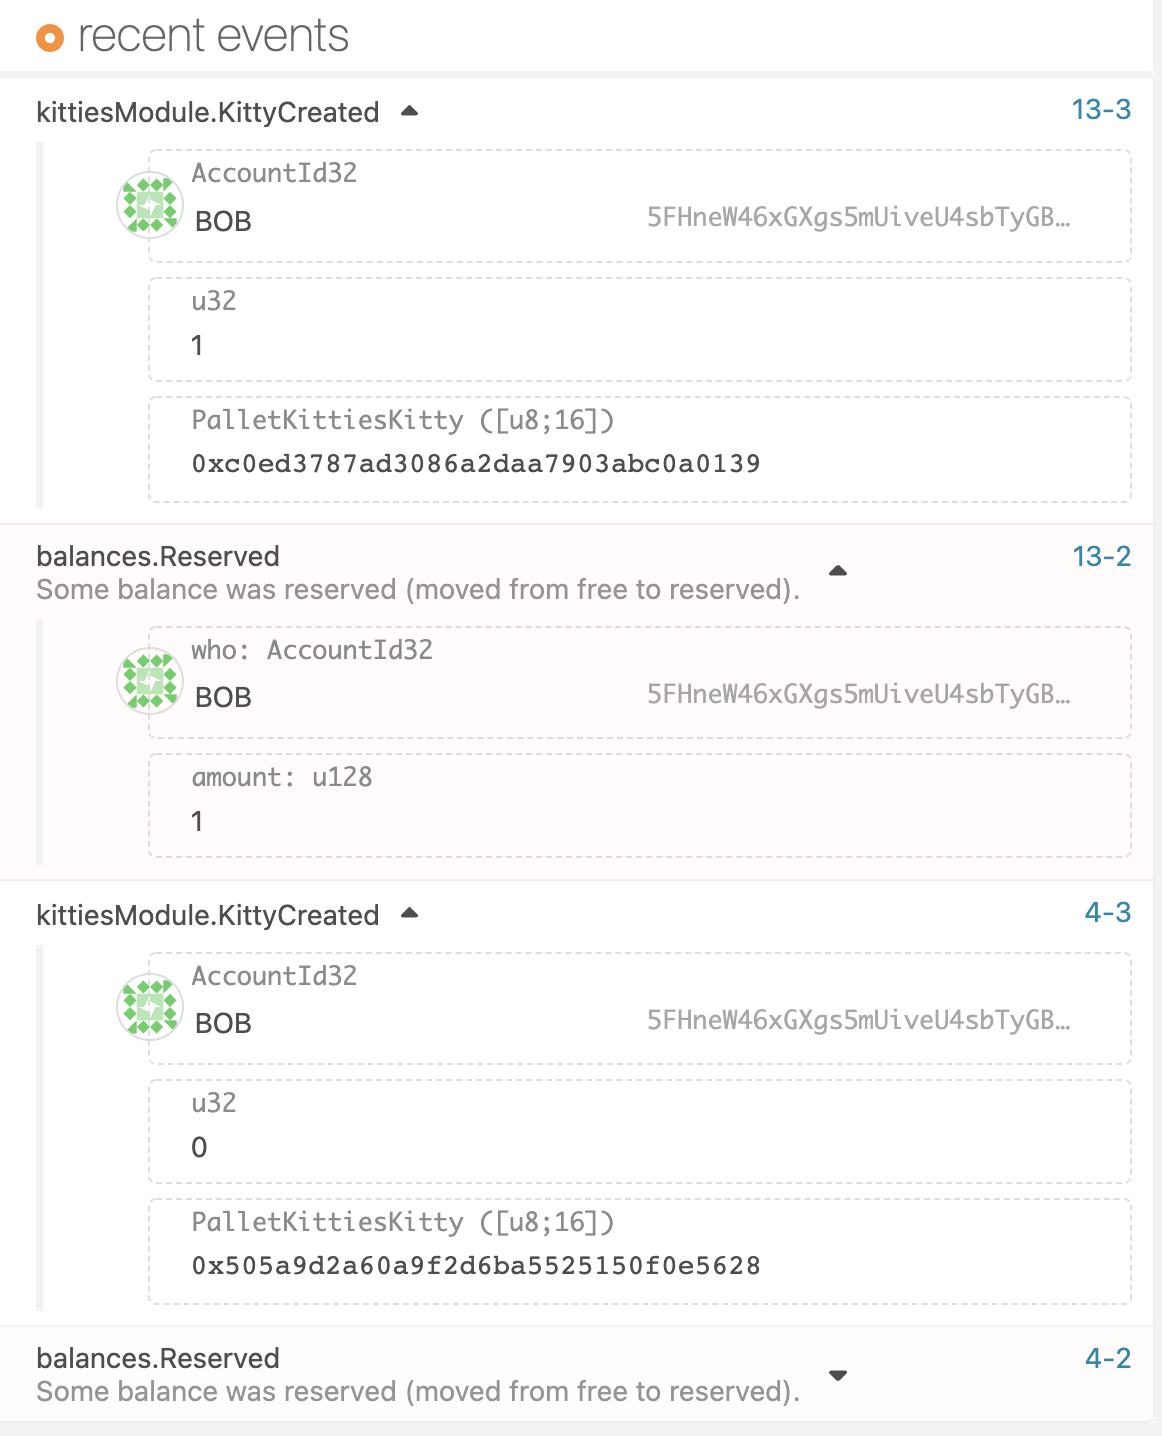 recent events
kittiesModule.KittyCreated 13-3
AccountId32
BOB 5FHneW46xGXgs5mUiveU4sbTyGB…
u32
1
PalletKittiesKitty ([u8;16])
0xc0ed3787ad3086a2daa7903abc0a0139
balances.Reserved 13-2
Some balance was reserved (moved from free to reserved).
who: AccountId32
BOB 5FHneW46xGXgs5mUiveU4sbTyGB…
amount: u128
1
kittiesModule.KittyCreated 4-3
AccountId32
BOB 5FHneW46xGXgs5mUiveU4sbTyGB…
u32
0
PalletKittiesKitty ([u8;16])
0x505a9d2a60a9f2d6ba5525150f0e5628
balances.Reserved 4-2
Some balance was reserved (moved from free to reserved).